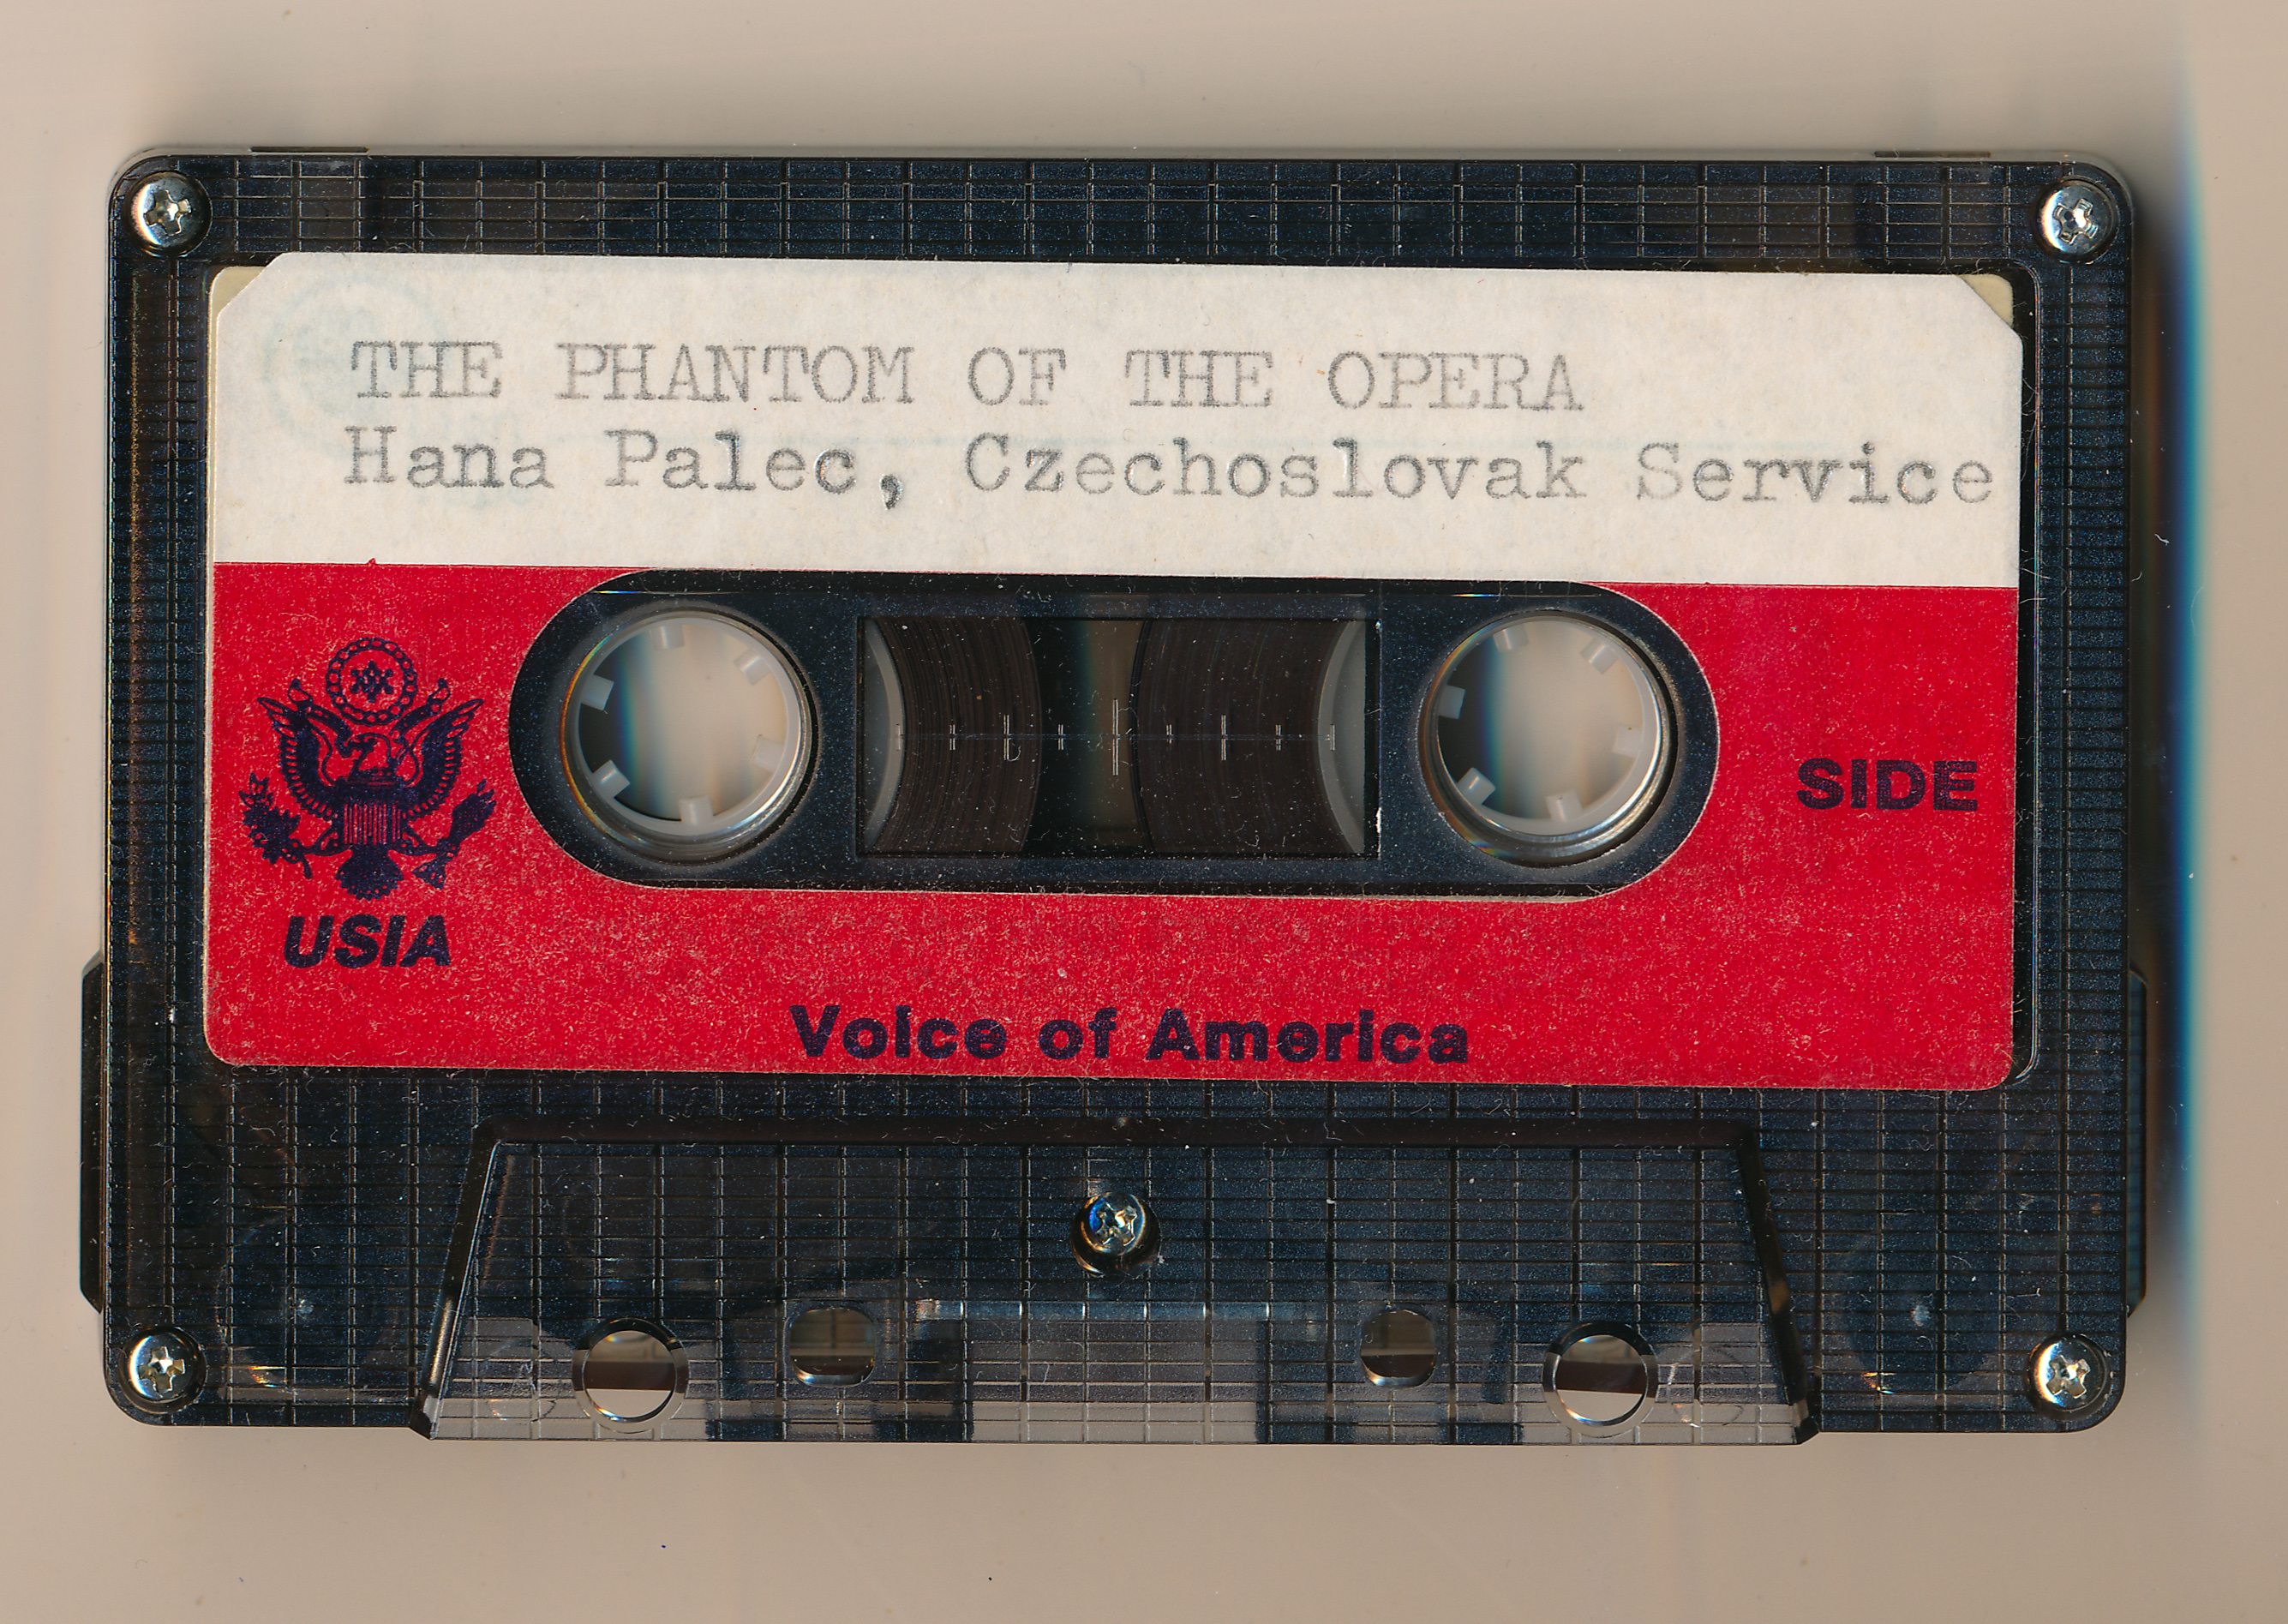 THE PHANTOM OF THE OPERA
Hana Palec, Czechoslovak Service
SIDE
USIA
Voice of America